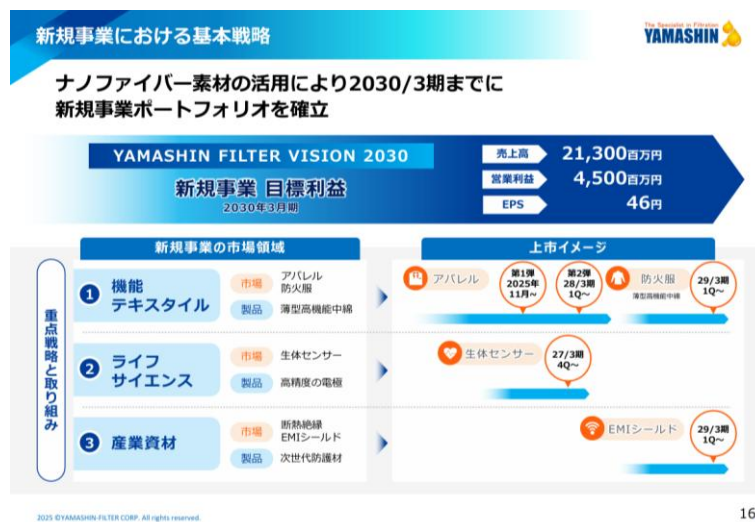 新規事業における基本戦略
The Specialist in Filtration
YAMASHIN
ナノファイバー素材の活用により2030/3期までに
新規事業ポートフォリオを確立
YAMASHIN FILTER VISION 2030
新規事業 目標利益
2030年3月期
売上高 21,300百万円
営業利益 4,500百万円
EPS 46円
重点戦略と取り組み
新規事業の市場領域
上市イメージ
1 機能
テキスタイル
市場 アパレル
防火服
製品 薄型高機能中綿
アパレル
第1弾
2025年
11月~
第2弾
28/3期
1Q~
防火服
薄型高機能中綿
29/3期
1Q~
2 ライフ
サイエンス
市場 生体センサー
製品 高精度の電極
生体センサー
27/3期
4Q~
3 産業資材
市場 断熱絶縁
EMIシールド
製品 次世代防護材
EMIシールド
29/3期
1Q~
2025 ©YAMASHIN-FILTER CORP. All rights reserved.
16